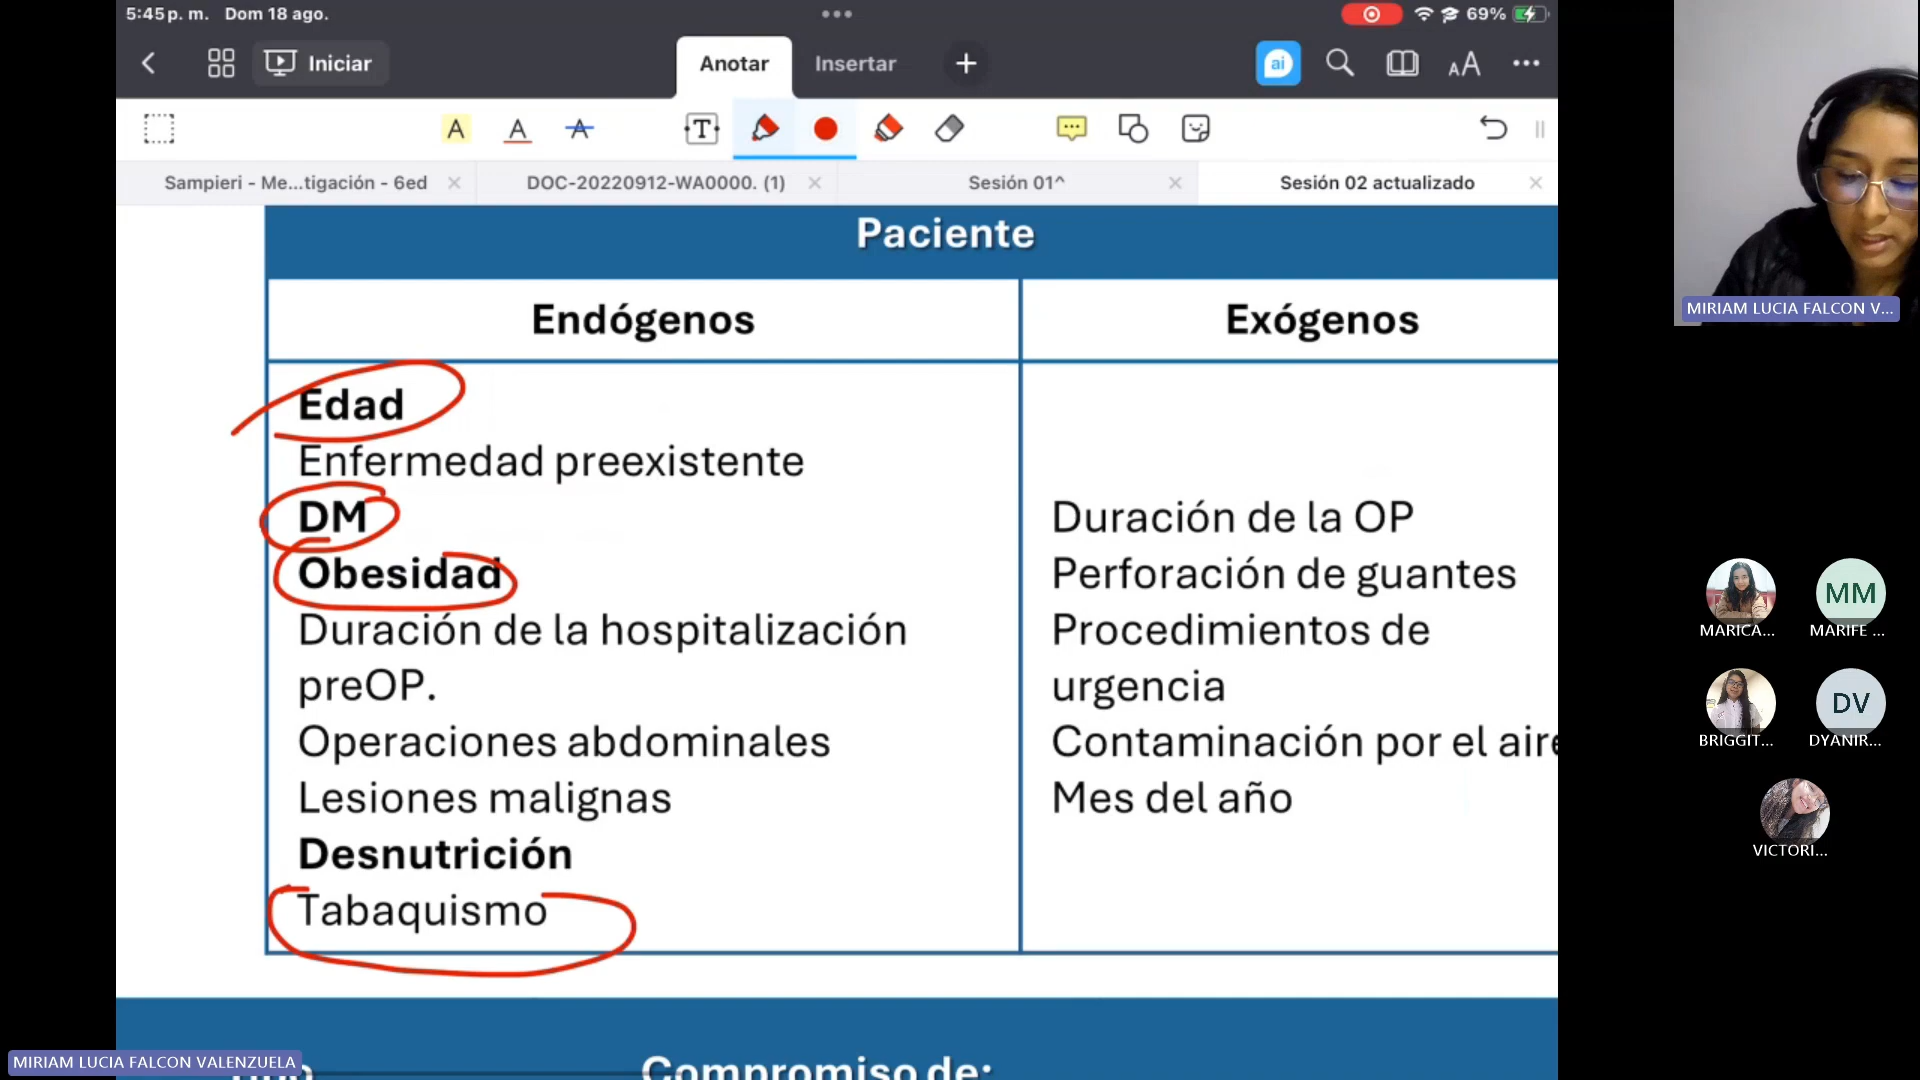 5:45 p. m. Dom 18 ago.
69%
Iniciar
Anotar
Insertar
ai
Sampieri - Me...tigación - 6ed
DOC-20220912-WA0000. (1)
Sesión 01^
Sesión 02 actualizado
Paciente
Endógenos
Exógenos
Edad
Enfermedad preexistente
DM
Obesidad
Duración de la hospitalización
preOP.
Operaciones abdominales
Lesiones malignas
Desnutrición
Tabaquismo
Duración de la OP
Perforación de guantes
Procedimientos de
urgencia
Contaminación por el aire
Mes del año
Compromiso de:
MIRIAM LUCIA FALCON VALENZUELA
MIRIAM LUCIA FALCON V...
MM
MARICA...
MARIFE ...
DV
BRIGGIT...
DYANIR...
VICTORI...